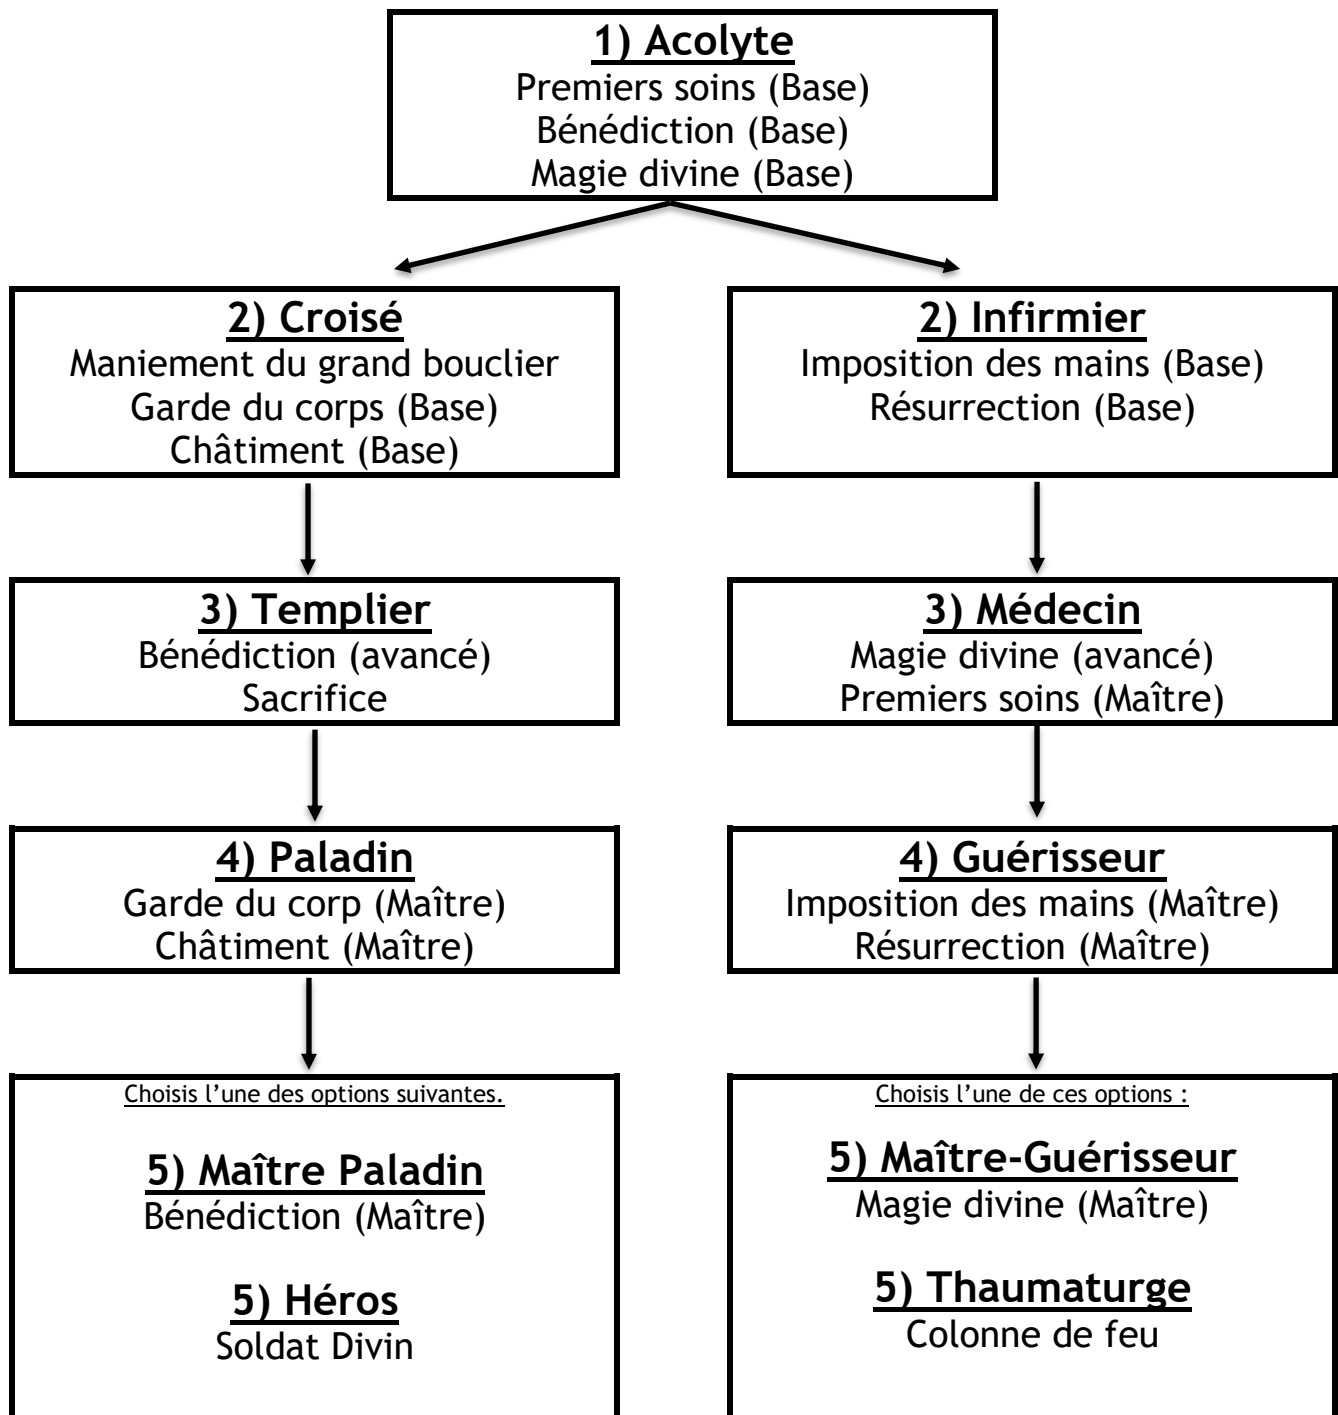 1) Acolyte
Premiers soins (Base)
Bénédiction (Base)
Magie divine (Base)
2) Croisé
Maniement du grand bouclier
Garde du corps (Base)
Châtiment (Base)
2) Infirmier
Imposition des mains (Base)
Résurrection (Base)
3) Templier
Bénédiction (avancé)
Sacrifice
3) Médecin
Magie divine (avancé)
Premiers soins (Maître)
4) Paladin
Garde du corp (Maître)
Châtiment (Maître)
4) Guérisseur
Imposition des mains (Maître)
Résurrection (Maître)
Choisis l’une des options suivantes.
5) Maître Paladin
Bénédiction (Maître)
5) Héros
Soldat Divin
Choisis l’une de ces options :
5) Maître-Guérisseur
Magie divine (Maître)
5) Thaumaturge
Colonne de feu